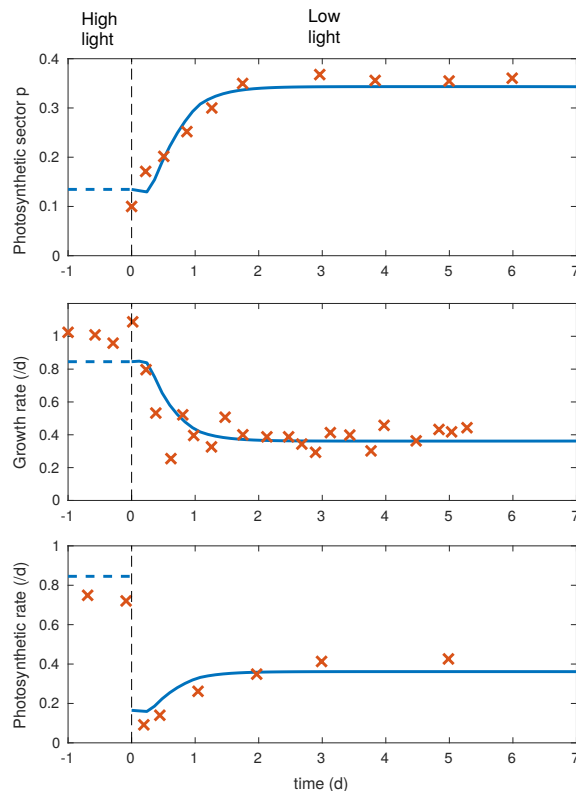 High
light
Low
light
Photosynthetic sector p
0.4
0.3
0.2
0.1
0
-1 0 1 2 3 4 5 6 7
Growth rate (/d)
1
0.8
0.6
0.4
0.2
0
-1 0 1 2 3 4 5 6 7
Photosynthetic rate (/d)
1
0.8
0.6
0.4
0.2
0
-1 0 1 2 3 4 5 6 7
time (d)